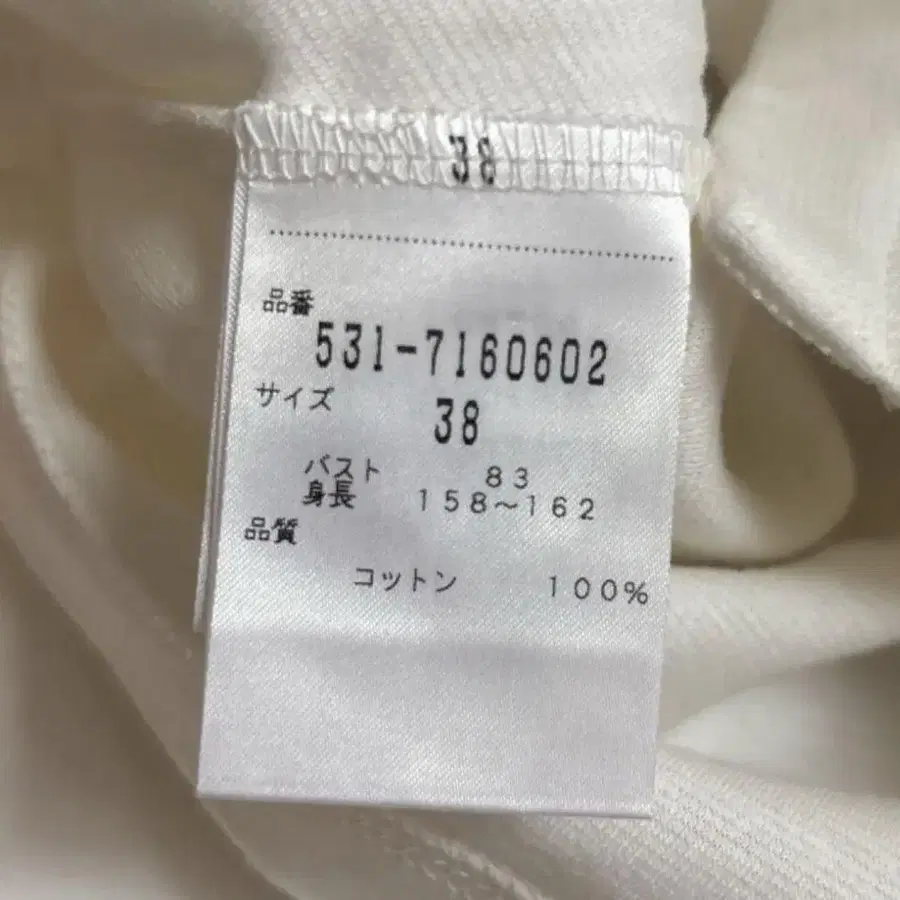 38
品番
531-7160602
サイズ
38
バスト 83
身長 158～162
品質
コットン 100%